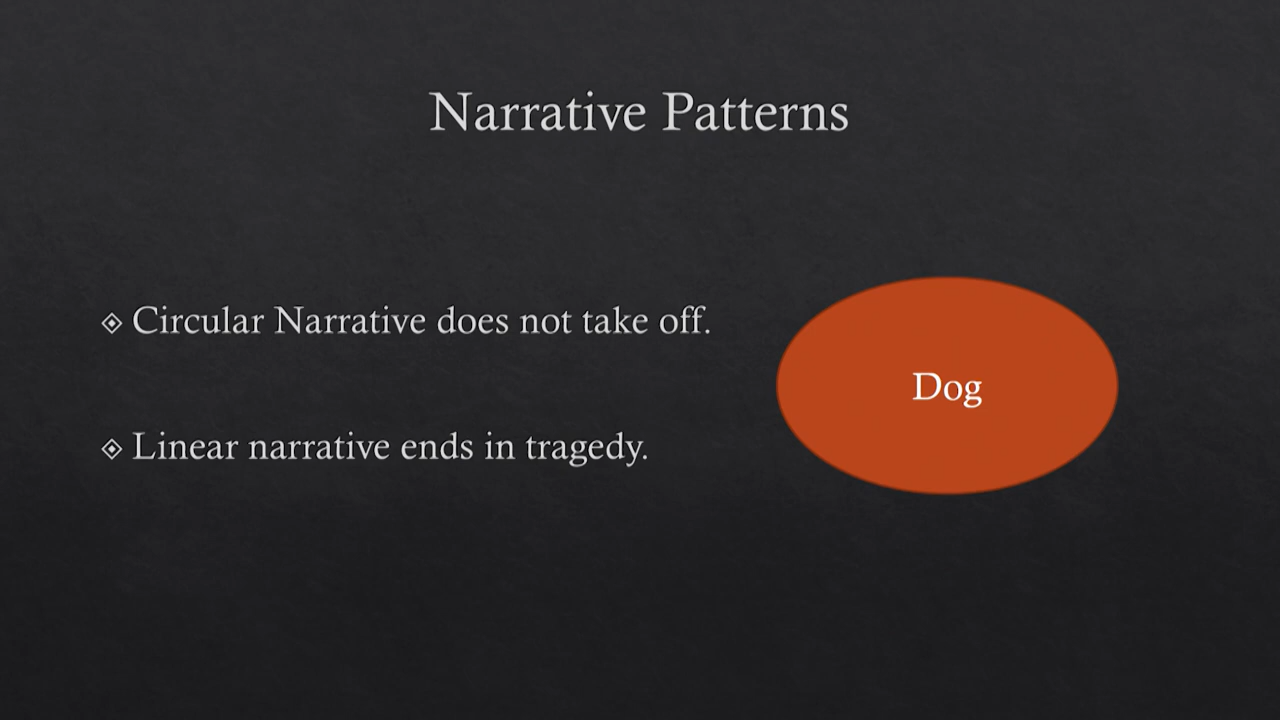 Narrative Patterns
Circular Narrative does not take off.
Linear narrative ends in tragedy.
Dog